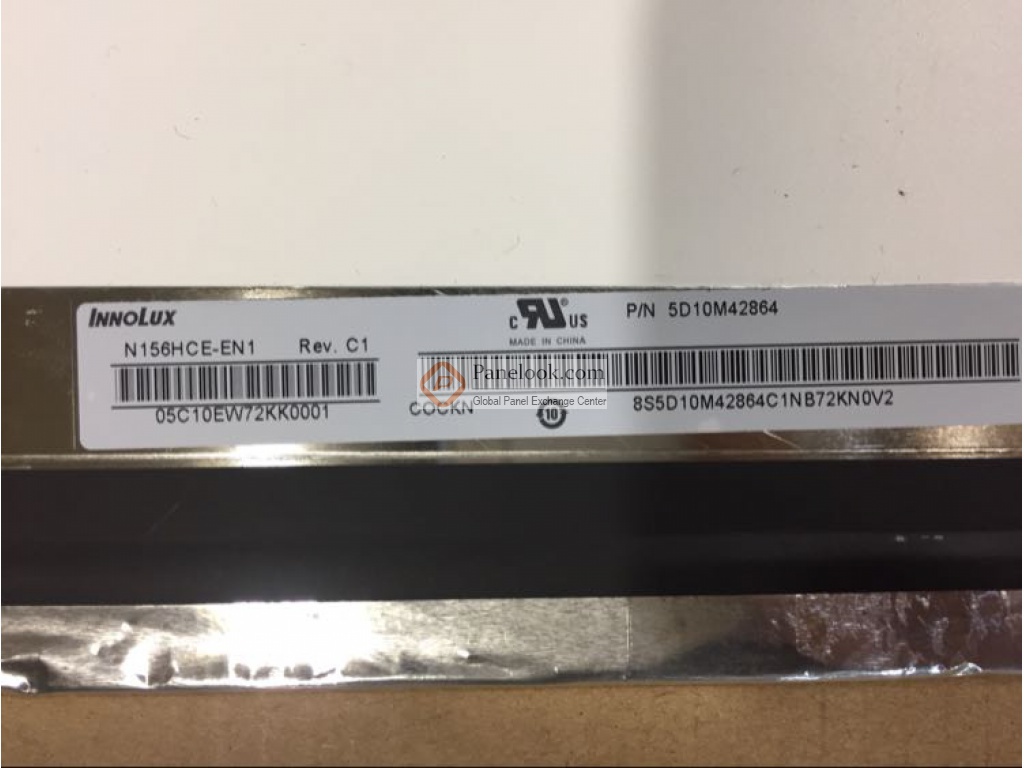 INNOLUX
N156HCE-EN1 Rev. C1
05C10EW72KK0001
C RU® US
MADE IN CHINA
P/N 5D10M42864
COCKN
10
8S5D10M42864C1NB72KN0V2
Panelook.com
Global Panel Exchange Center